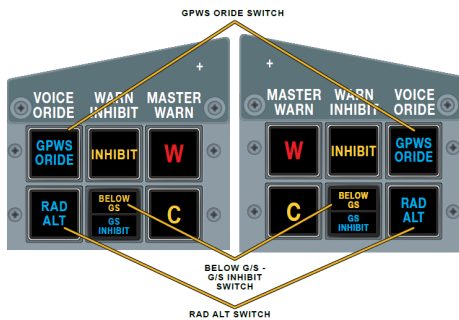 GPWS ORIDE SWITCH
+
VOICE
ORIDE
WARN
INHIBIT
MASTER
WARN
GPWS
ORIDE
INHIBIT
W
RAD
ALT
BELOW
GS
GS
INHIBIT
C
+
MASTER
WARN
WARN
INHIBIT
VOICE
ORIDE
W
INHIBIT
GPWS
ORIDE
C
BELOW
GS
GS
INHIBIT
RAD
ALT
BELOW G/S -
G/S INHIBIT
SWITCH
RAD ALT SWITCH